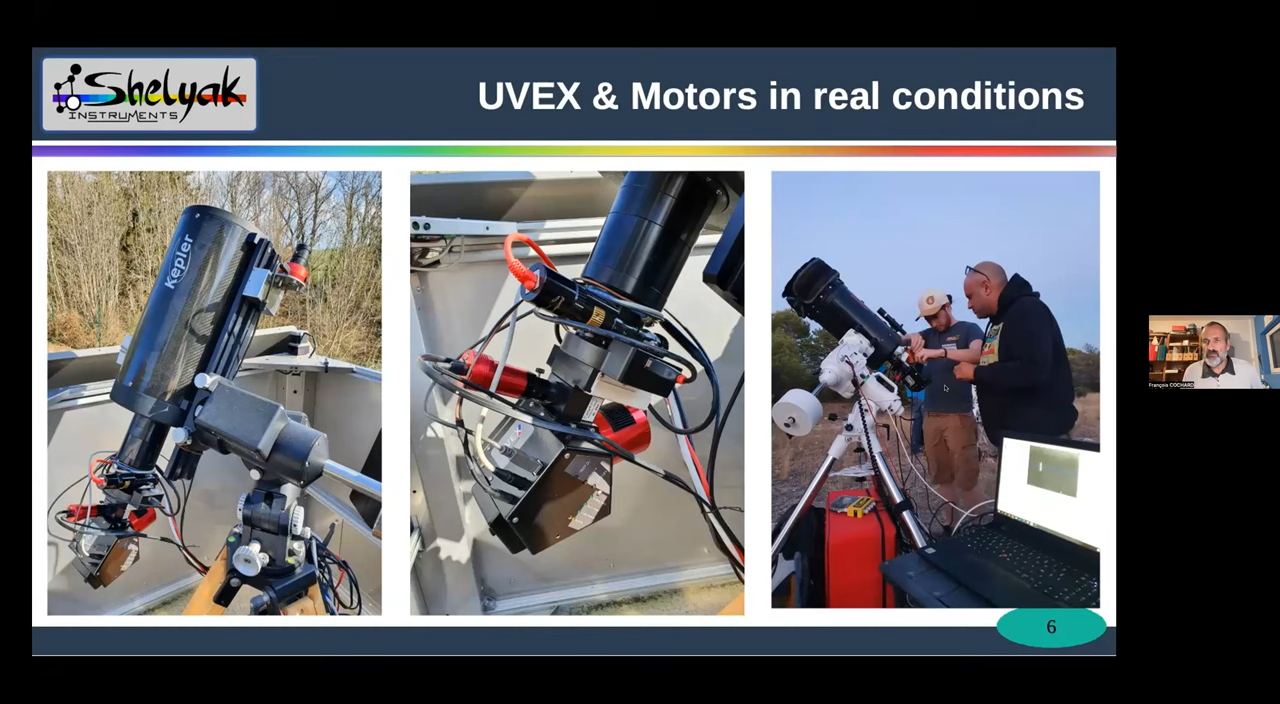 Shelyak
INSTRUMENTS
UVEX & Motors in real conditions
Kepler
François COCHARD
6